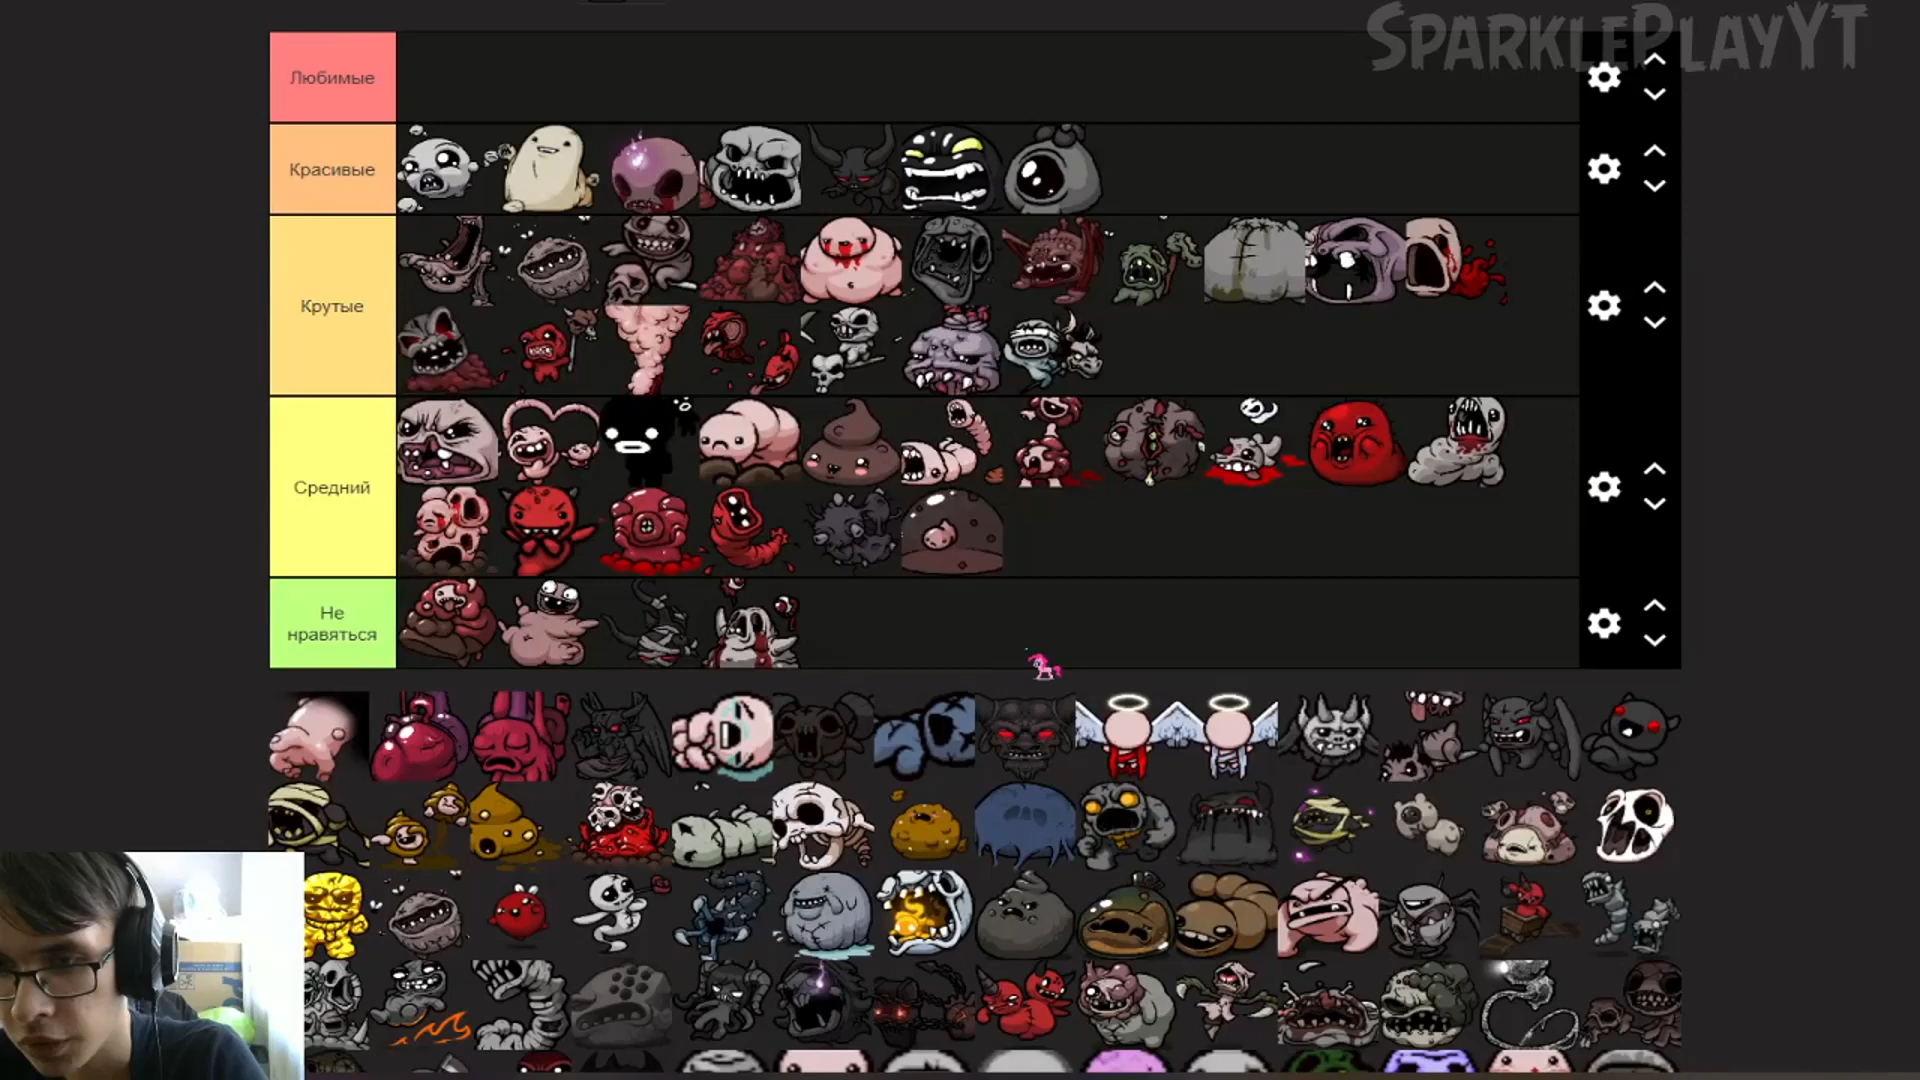 SPARKLEPLAYYT
Любимые
Красивые
Крутые
Средний
Не
нравяться